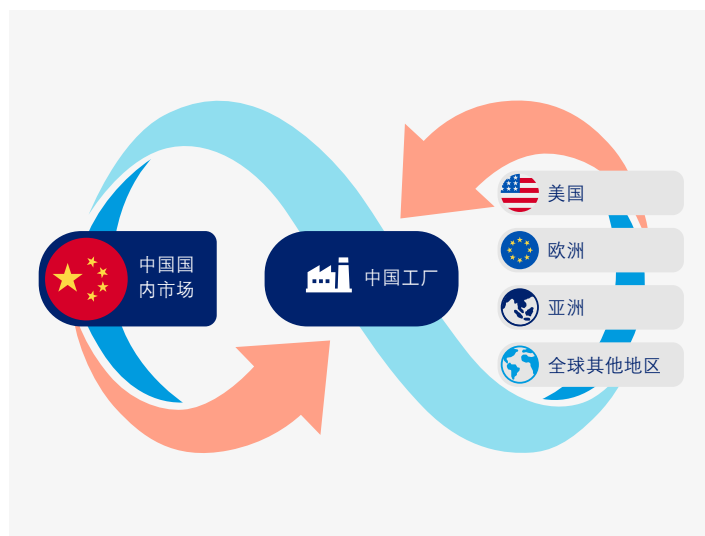 中国国
内市场
中国工厂
美国
欧洲
亚洲
全球其他地区